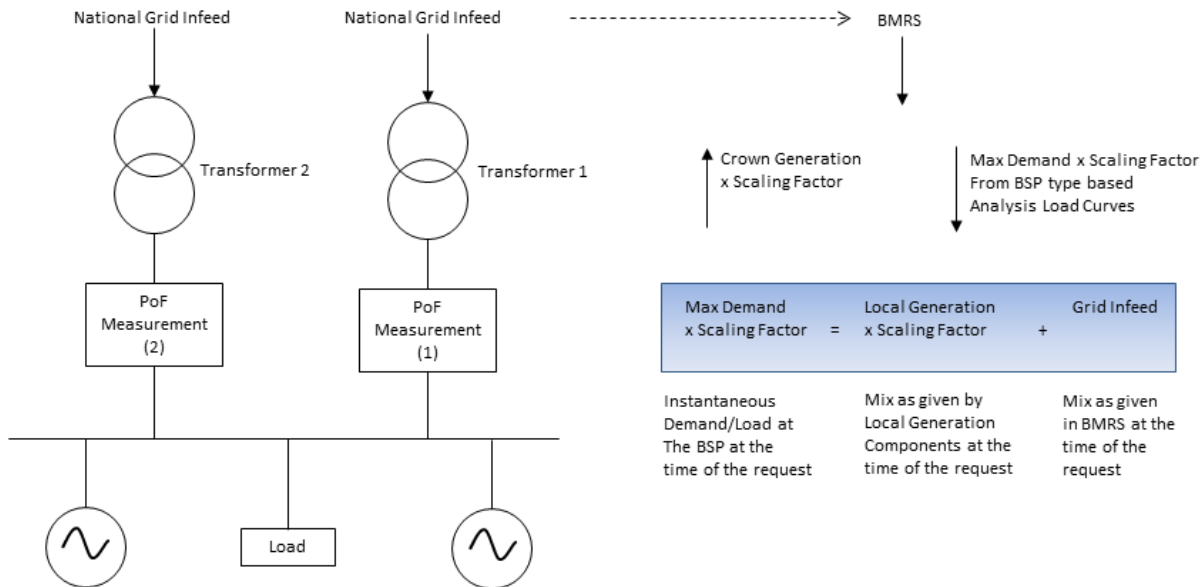 National Grid Infeed
National Grid Infeed
BMRS
Transformer 2
Transformer 1
Crown Generation
x Scaling Factor
Max Demand x Scaling Factor
From BSP type based
Analysis Load Curves
PoF
Measurement
(2)
PoF
Measurement
(1)
Max Demand
x Scaling Factor
=
Local Generation
x Scaling Factor
+
Grid Infeed
Instantaneous
Demand/Load at
The BSP at the
time of the request
Mix as given by
Local Generation
Components at the
time of the request
Mix as given
in BMRS at the
time of the
request
Load